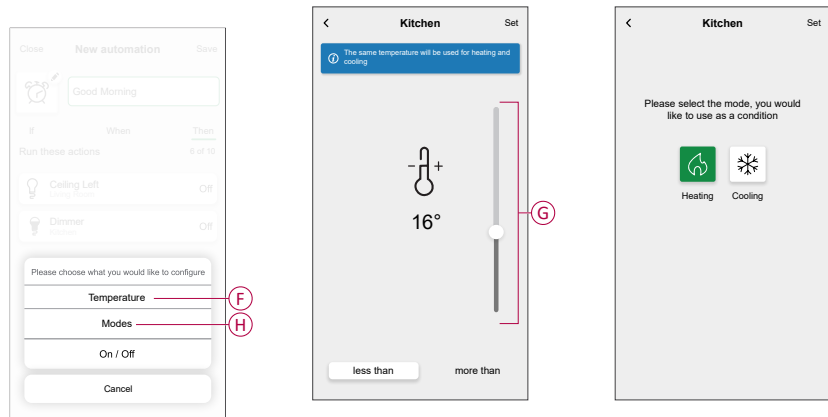 Close New automation Save
Good Morning
If When Then
Run these actions 8 of 10
Ceiling Left Off
Living Room
Dimmer Off
Please choose what you would like to configure
Temperature
F
Modes
H
On / Off
Cancel
Kitchen Set
The same temperature will be used for heating and
cooling
16°
G
less than more than
Kitchen Set
Please select the mode, you would
like to use as a condition
Heating Cooling